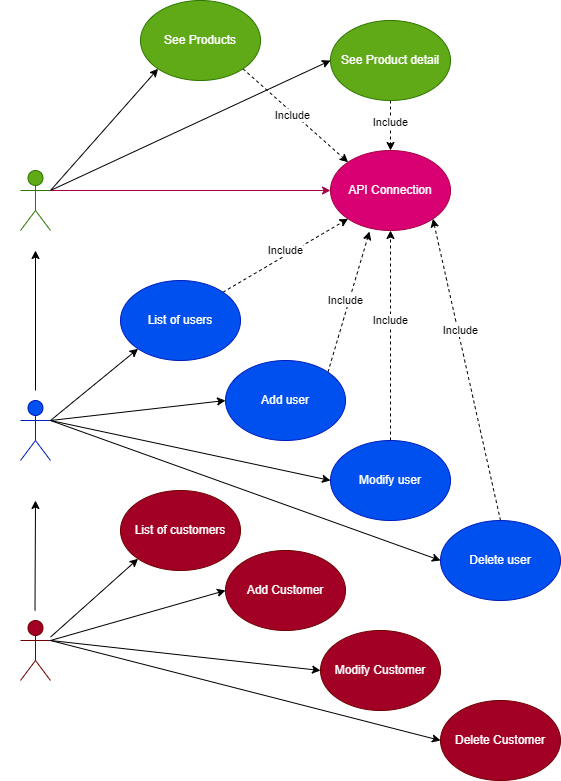 See Products
See Product detail
Include
Include
API Connection
Include
List of users
Include
Include
Include
Add user
Modify user
List of customers
Delete user
Add Customer
Modify Customer
Delete Customer